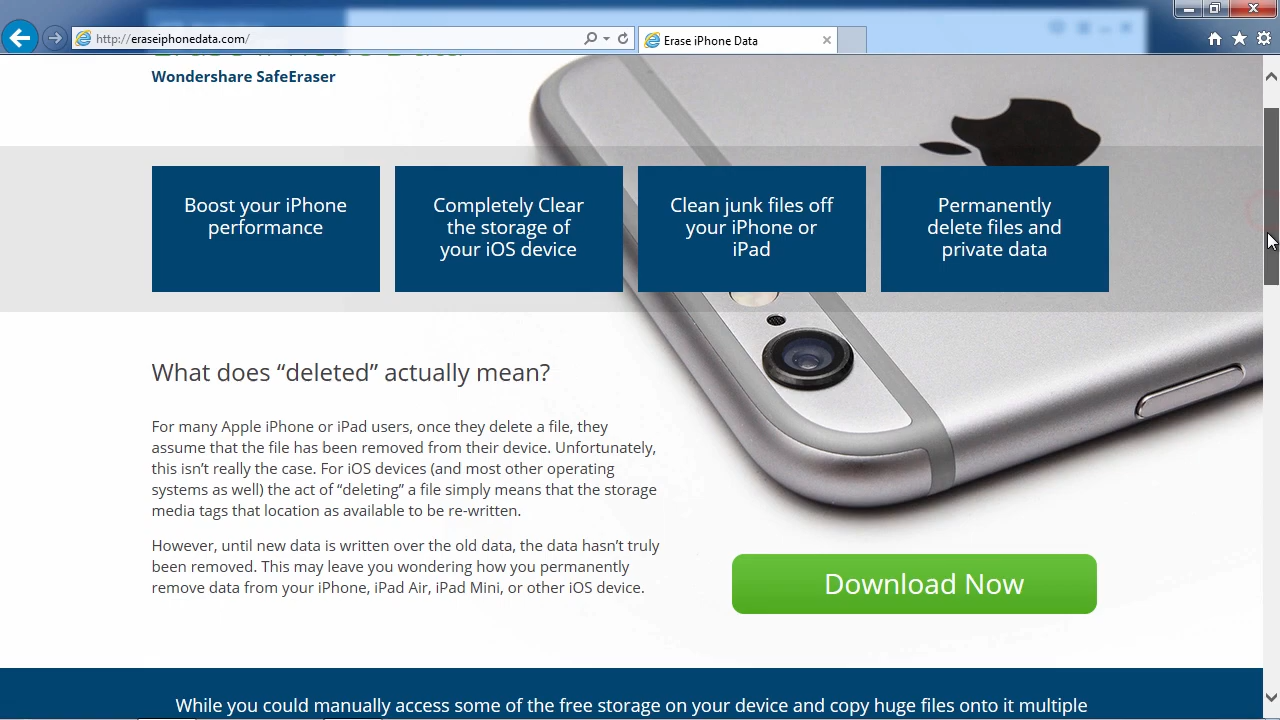 http://eraseiphonedata.com/
Erase iPhone Data
Wondershare SafeEraser
Boost your iPhone
performance
Completely Clear
the storage of
your iOS device
Clean junk files off
your iPhone or
iPad
Permanently
delete files and
private data
What does “deleted” actually mean?
For many Apple iPhone or iPad users, once they delete a file, they
assume that the file has been removed from their device. Unfortunately,
this isn’t really the case. For iOS devices (and most other operating
systems as well) the act of “deleting” a file simply means that the storage
media tags that location as available to be re-written.
However, until new data is written over the old data, the data hasn’t truly
been removed. This may leave you wondering how you permanently
remove data from your iPhone, iPad Air, iPad Mini, or other iOS device.
Download Now
While you could manually access some of the free storage on your device and copy huge files onto it multiple